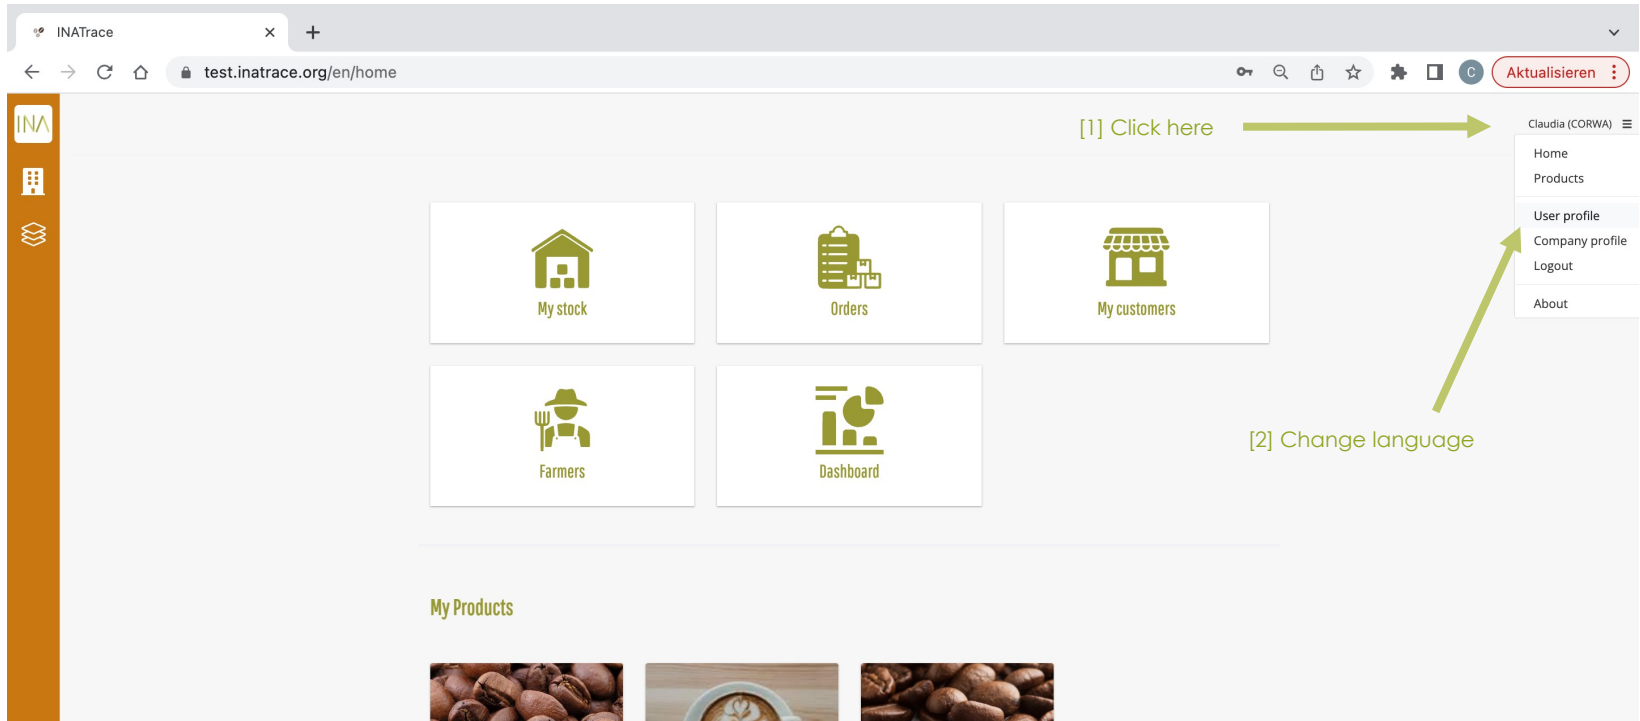 INATrace
test.inatrace.org/en/home
C
Aktualisieren
INA
[1] Click here
Claudia (CORWA)
Home
Products
User profile
Company profile
Logout
About
My stock
Orders
My customers
Farmers
Dashboard
[2] Change language
My Products